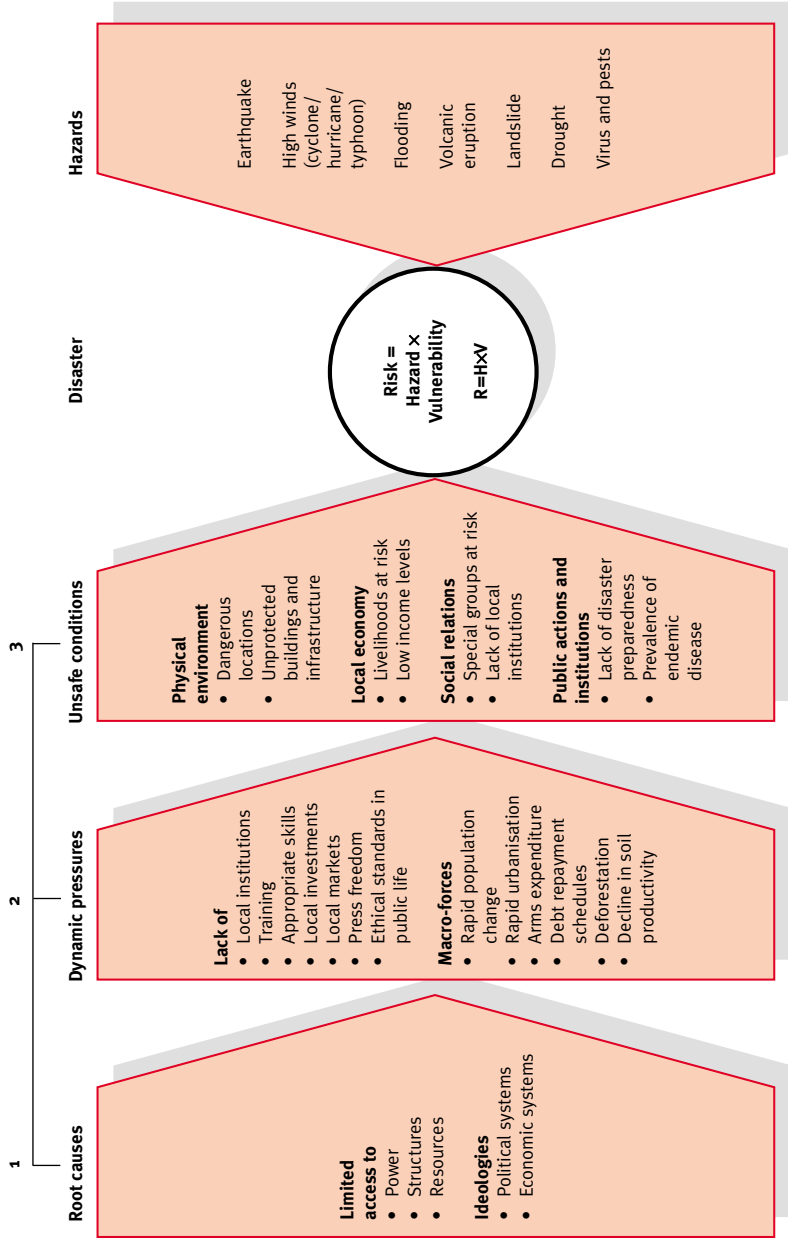 1
2
3
Root causes
Dynamic pressures
Unsafe conditions
Disaster
Hazards
Limited
access to
• Power
• Structures
• Resources
Ideologies
• Political systems
• Economic systems
Lack of
• Local institutions
• Training
• Appropriate skills
• Local investments
• Local markets
• Press freedom
• Ethical standards in
public life
Macro-forces
• Rapid population
change
• Rapid urbanisation
• Arms expenditure
• Debt repayment
schedules
• Deforestation
• Decline in soil
productivity
Physical
environment
• Dangerous
locations
• Unprotected
buildings and
infrastructure
Local economy
• Livelihoods at risk
• Low income levels
Social relations
• Special groups at risk
• Lack of local
institutions
Public actions and
institutions
• Lack of disaster
preparedness
• Prevalence of
endemic
disease
Risk =
Hazard ×
Vulnerability
R=H×V
Earthquake
High winds
(cyclone/
hurricane/
typhoon)
Flooding
Volcanic
eruption
Landslide
Drought
Virus and pests